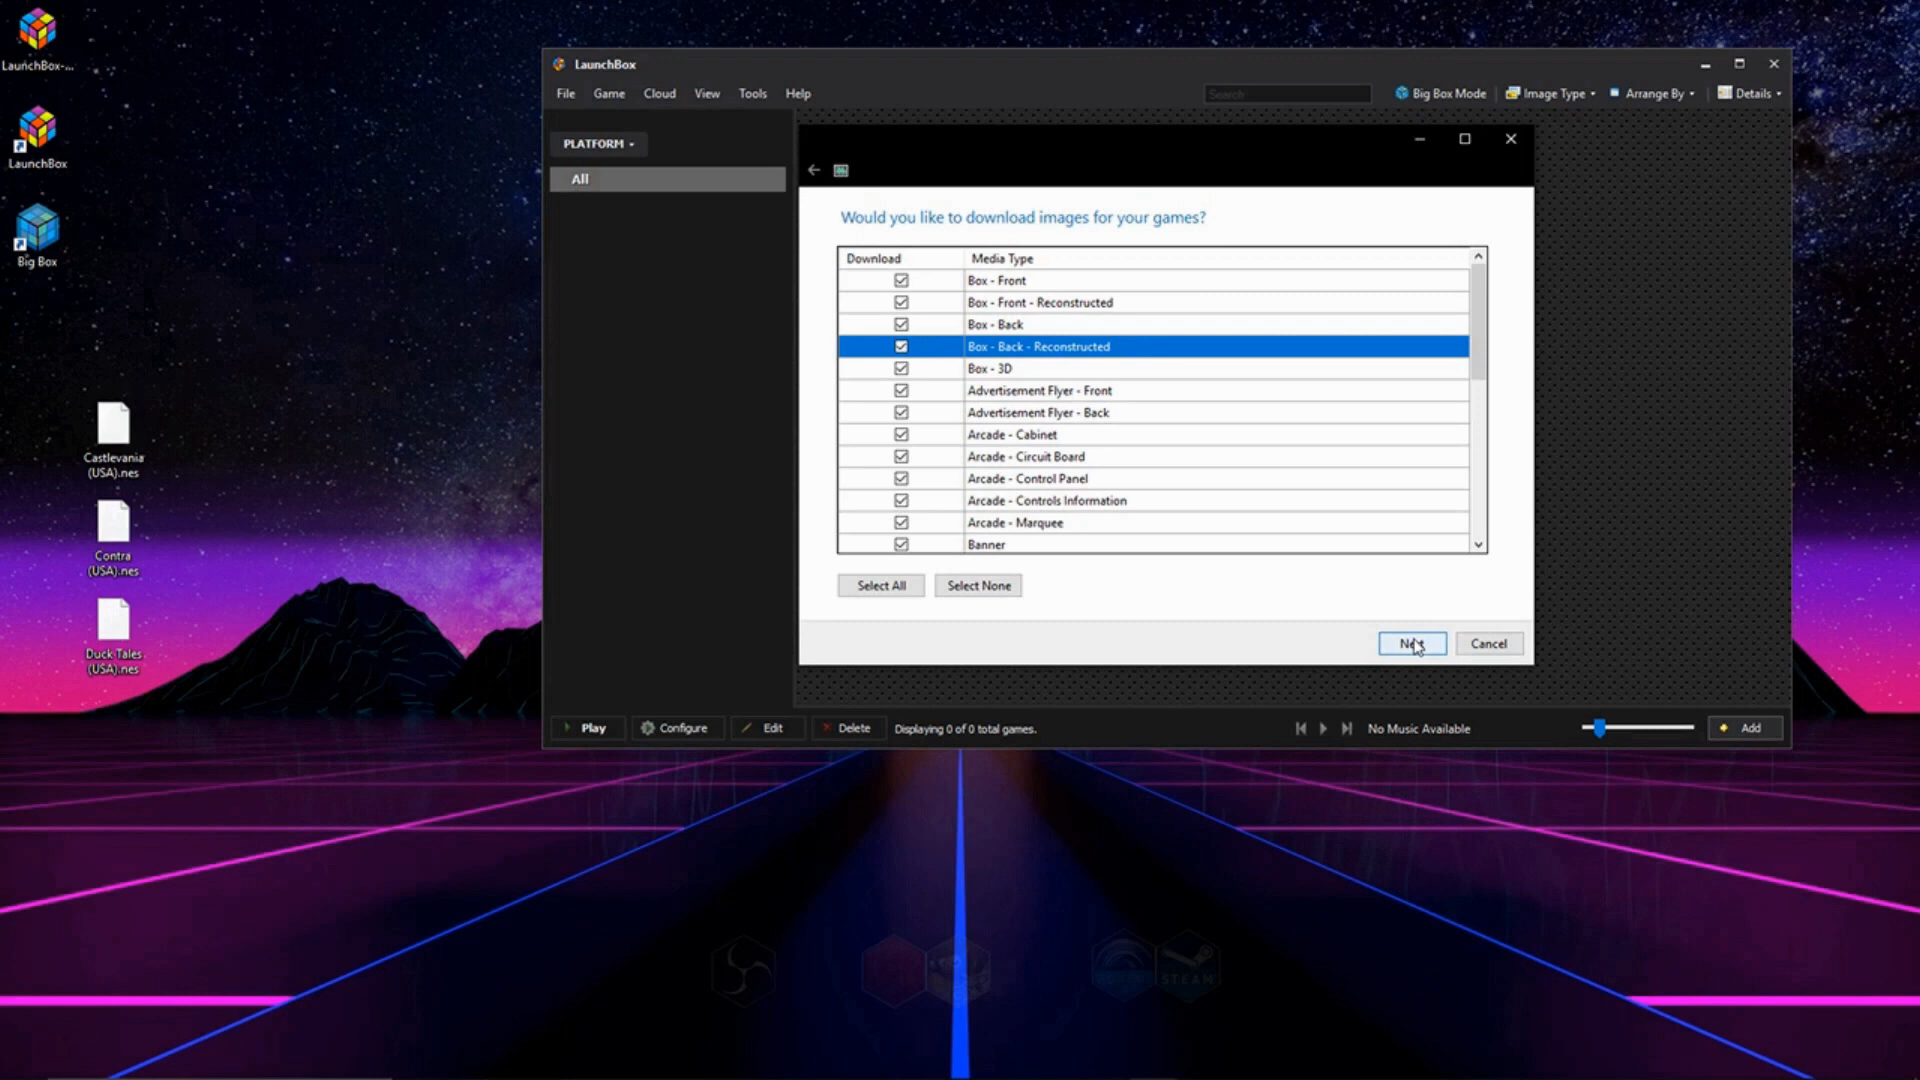 LaunchBox-...
LaunchBox
Big Box
Castlevania
(USA).nes
Contra
(USA).nes
Duck Tales
(USA).nes
LaunchBox
File Game Cloud View Tools Help
Search
Big Box Mode
Image Type
Arrange By
Details
PLATFORM
All
Would you like to download images for your games?
Download Media Type
Box - Front
Box - Front - Reconstructed
Box - Back
Box - Back - Reconstructed
Box - 3D
Advertisement Flyer - Front
Advertisement Flyer - Back
Arcade - Cabinet
Arcade - Circuit Board
Arcade - Control Panel
Arcade - Controls Information
Arcade - Marquee
Banner
Select All Select None
Next Cancel
Play Configure Edit Delete Displaying 0 of 0 total games. No Music Available Add
STEAM